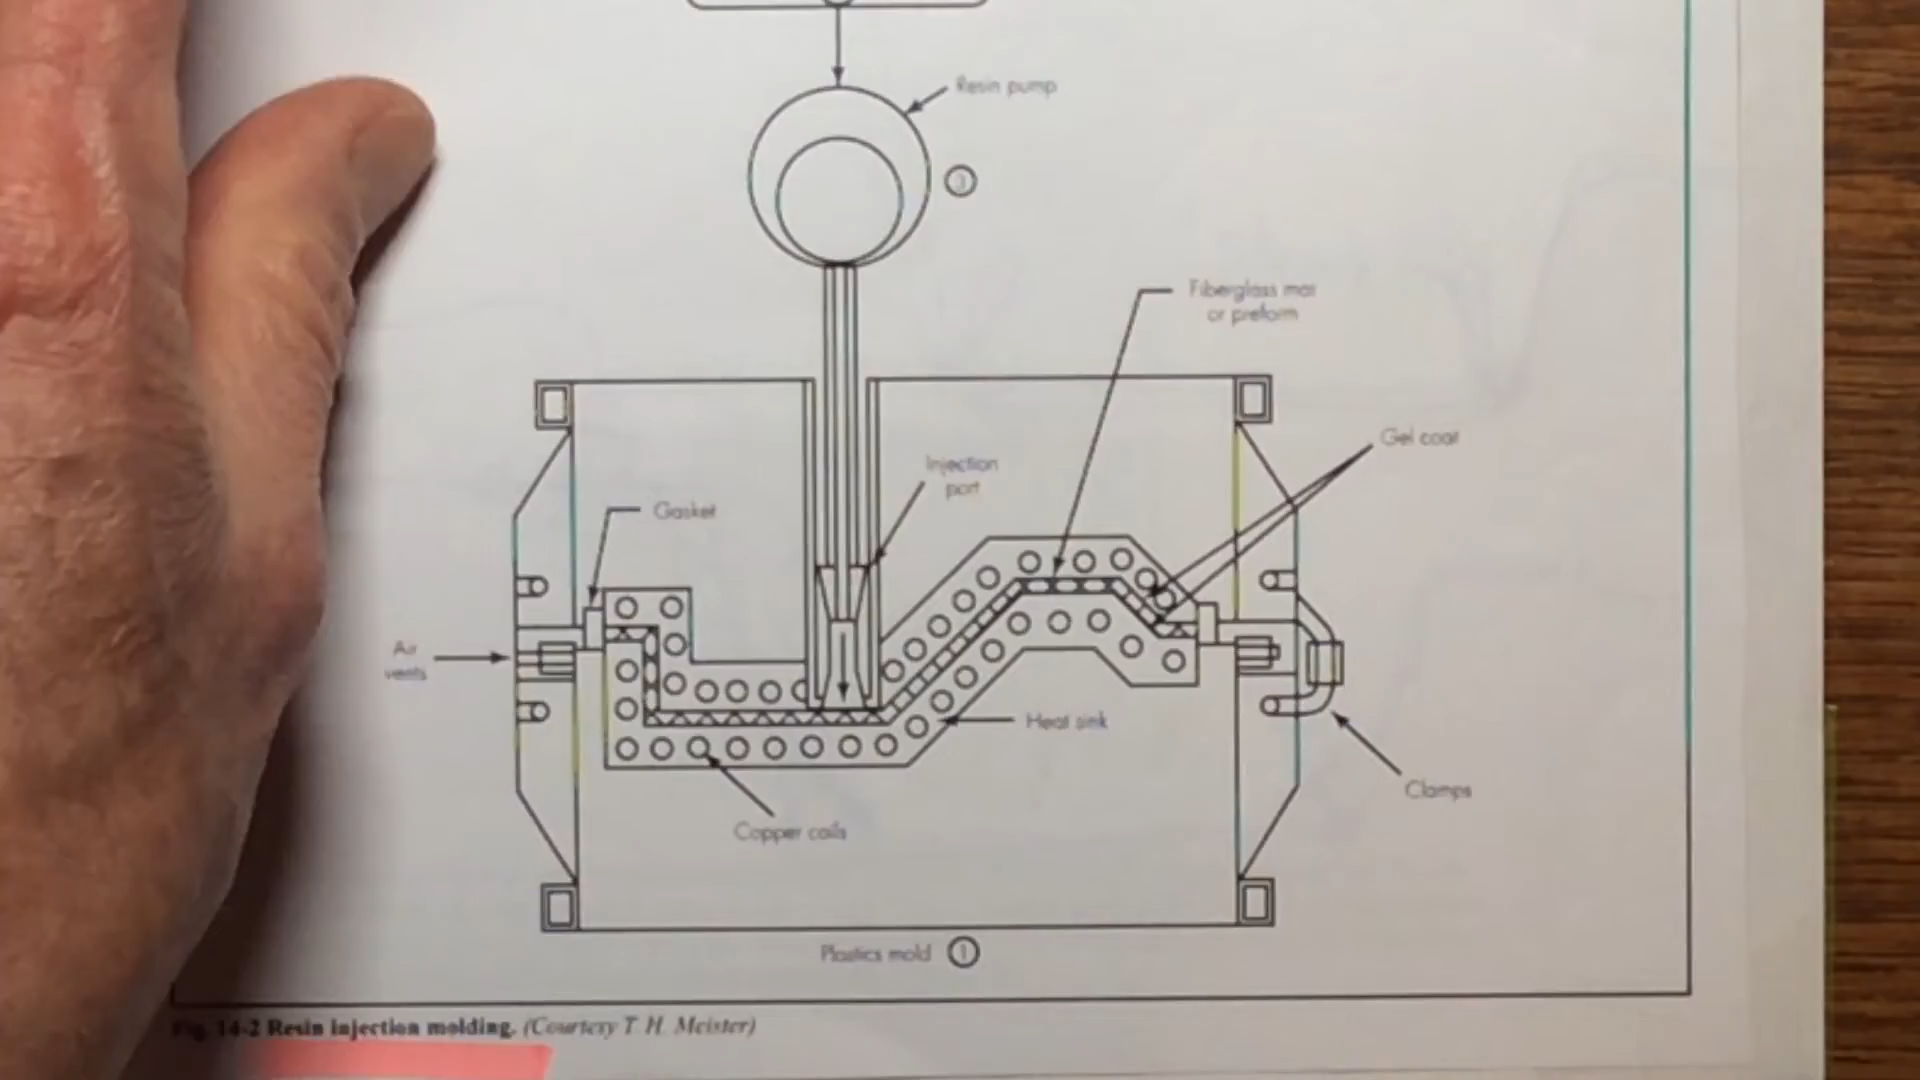 Resin pump
3
Fiberglass mat
or preform
Gel coat
Injection
port
Gasket
Air
vents
Heat sink
Clamps
Copper coils
Plastics mold 1
Fig. 14-2 Resin injection molding. (Courtesy T. H. Meister)